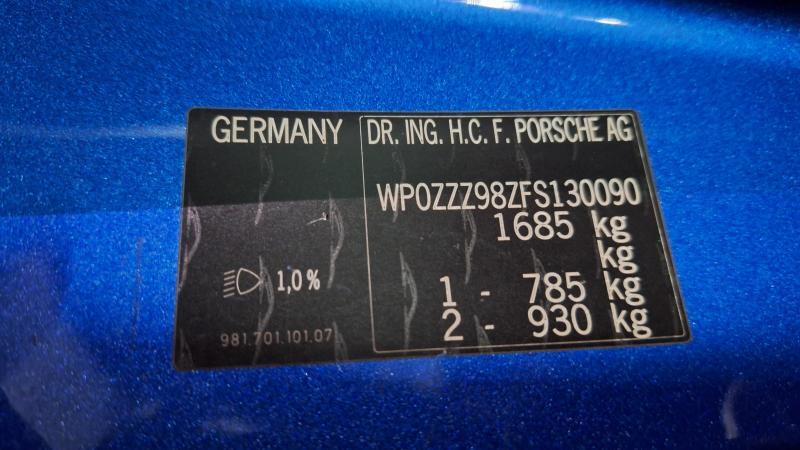 GERMANY
DR. ING. H.C. F. PORSCHE AG
WP0ZZZ98ZFS130090
1685 kg
kg
1 - 785 kg
2 - 930 kg
1,0 %
981.701.101.07